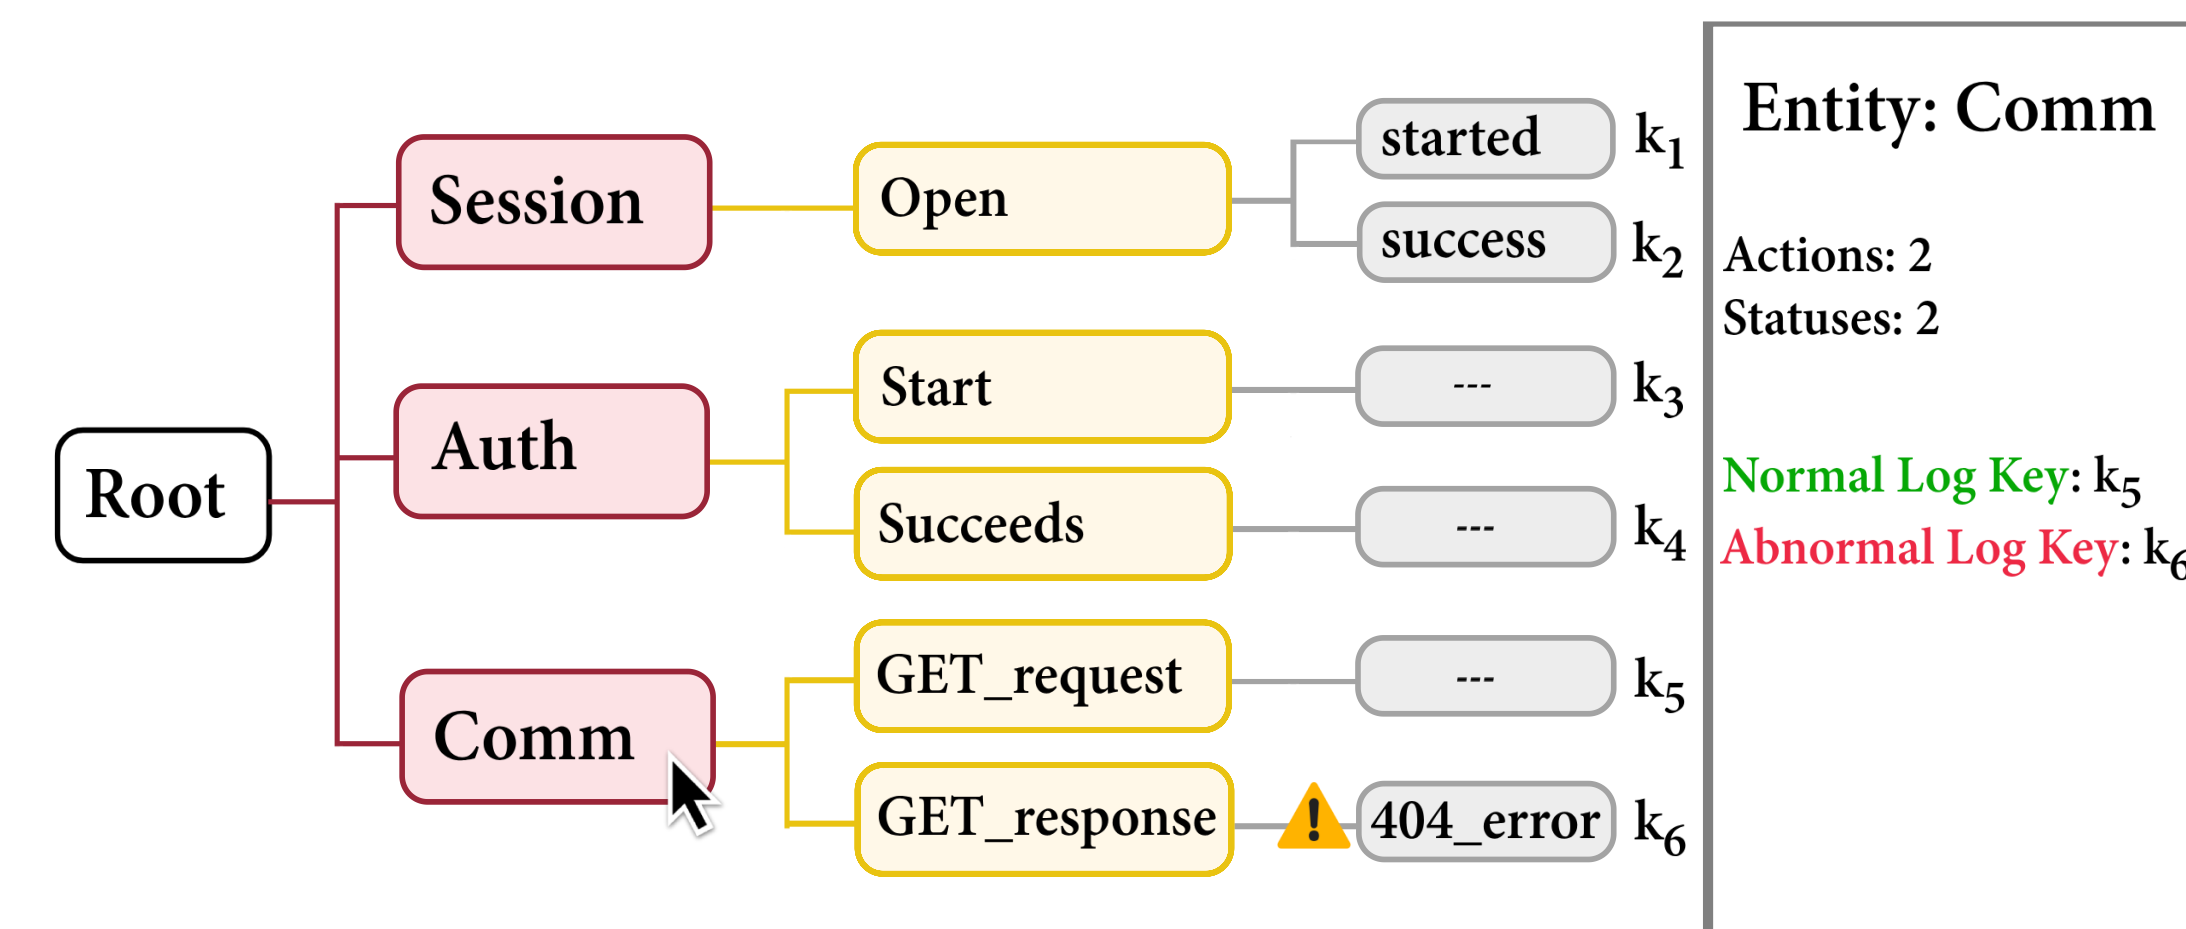 Root
Session
Auth
Comm
Open
Start
Succeeds
GET_request
GET_response
started k1
success k2
--- k3
--- k4
--- k5
404_error k6
Entity: Comm
Actions: 2
Statuses: 2
Normal Log Key: k5
Abnormal Log Key: k6